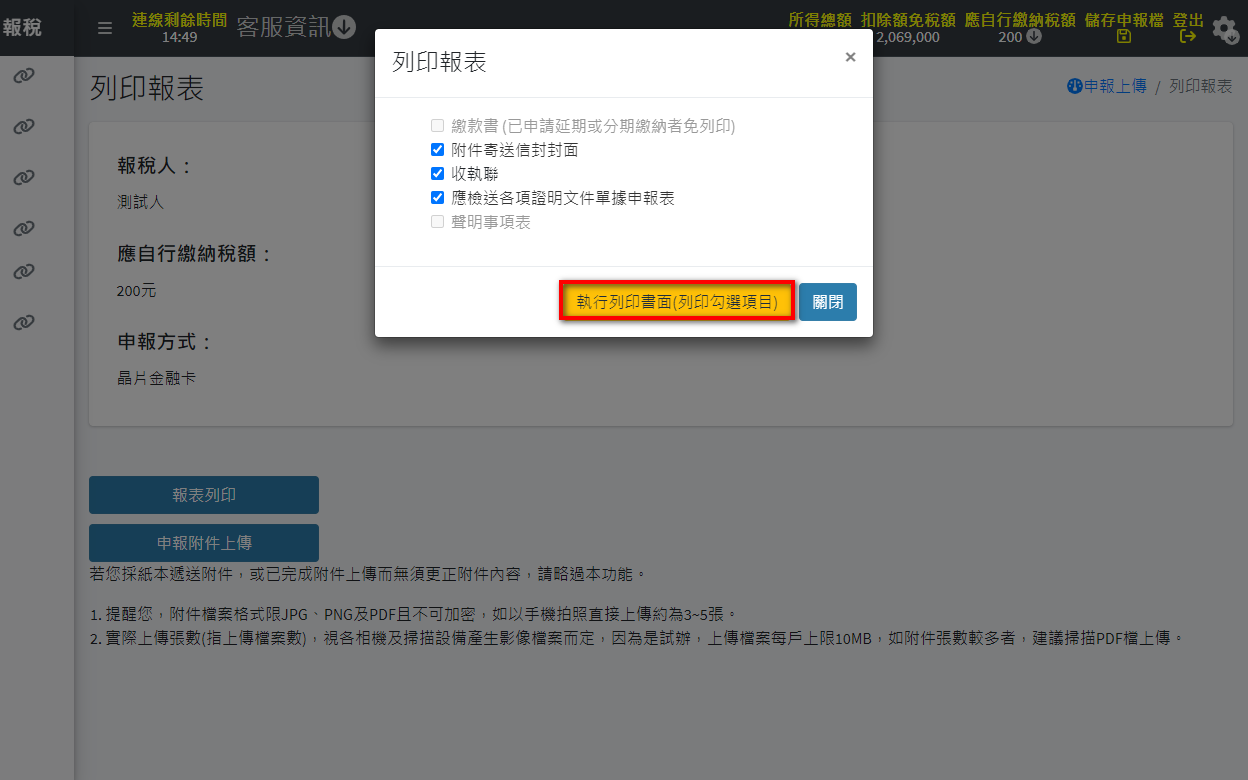 報稅
連線剩餘時間
14:49
客服資訊
所得總額
扣除額免稅額
2,069,000
應自行繳納稅額
200
儲存申報檔
登出
列印報表
申報上傳 / 列印報表
列印報表
×
繳款書 (已申請延期或分期繳納者免列印)
附件寄送信封封面
收執聯
應檢送各項證明文件單據申報表
聲明事項表
執行列印書面(列印勾選項目)
關閉
報稅人：
測試人
應自行繳納稅額：
200元
申報方式：
晶片金融卡
報表列印
申報附件上傳
若您採紙本遞送附件，或已完成附件上傳而無須更正附件內容，請略過本功能。
1. 提醒您，附件檔案格式限JPG、PNG及PDF且不可加密，如以手機拍照直接上傳約為3~5張。
2. 實際上傳張數(指上傳檔案數)，視各相機及掃描設備產生影像檔案而定，因為是試辦，上傳檔案每戶上限10MB，如附件張數較多者，建議掃描PDF檔上傳。